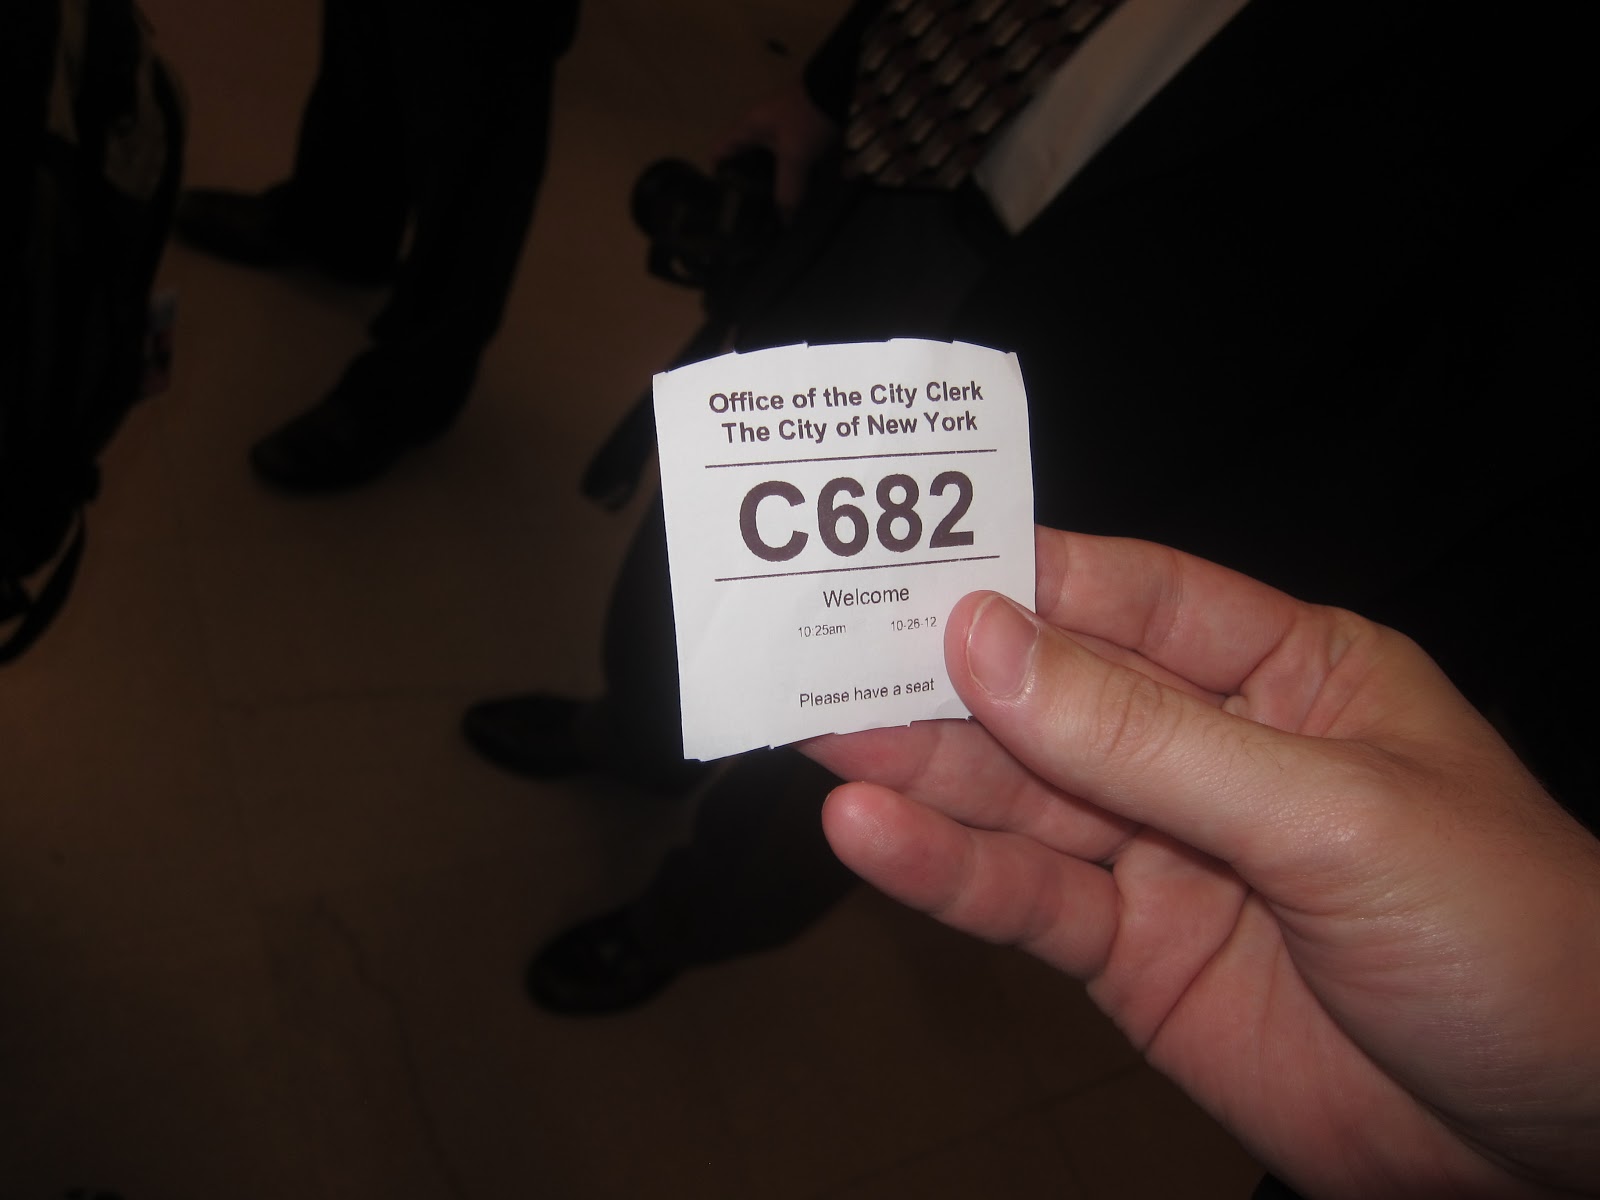 Office of the City Clerk
The City of New York
C682
Welcome
10:25am 10-26-12
Please have a seat